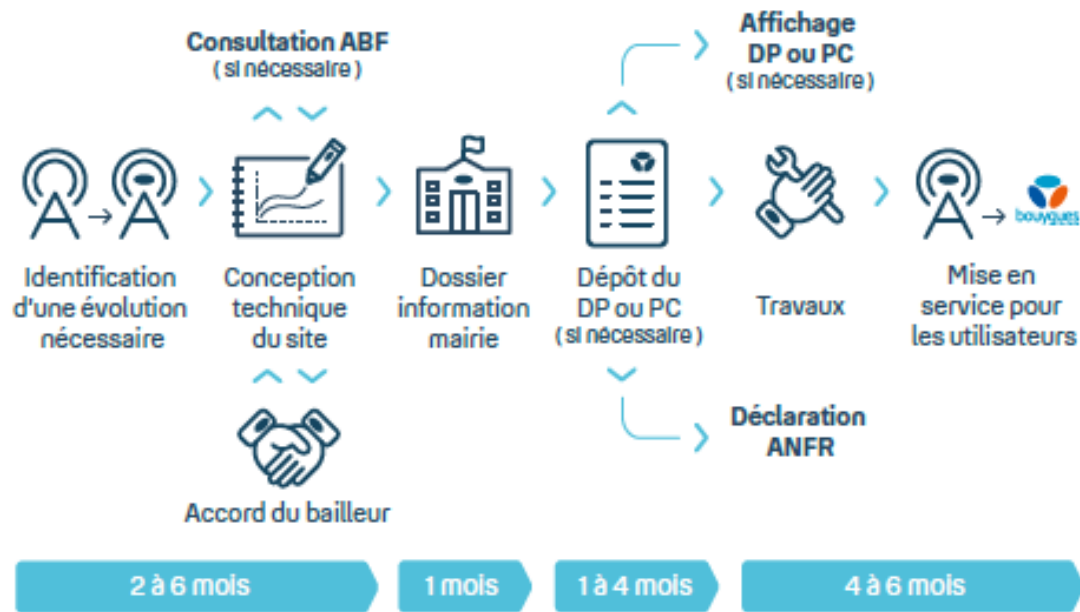 Consultation ABF
( si nécessaire )
Affichage
DP ou PC
(si nécessaire )
bouygues
Identification
d'une évolution
nécessaire
Conception
technique
du site
Dossier
information
mairie
Dépôt du
DP ou PC
( si nécessaire )
Travaux
Mise en
service pour
les utilisateurs
Déclaration
ANFR
Accord du bailleur
2 à 6 mois
1 mois
1 à 4 mois
4 à 6 mois